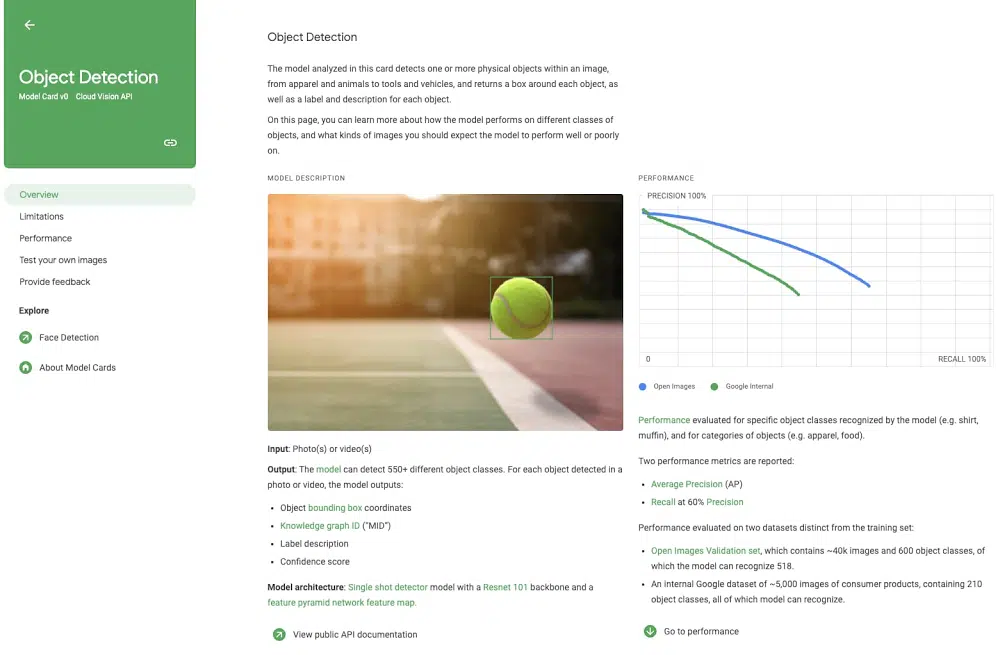 Object Detection
Model Card v0 Cloud Vision API
Overview
Limitations
Performance
Test your own images
Provide feedback
Explore
Face Detection
About Model Cards
Object Detection
The model analyzed in this card detects one or more physical objects within an image,
from apparel and animals to tools and vehicles, and returns a box around each object, as
well as a label and description for each object.
On this page, you can learn more about how the model performs on different classes of
objects, and what kinds of images you should expect the model to perform well or poorly
on.
MODEL DESCRIPTION
Input: Photo(s) or video(s)
Output: The model can detect 550+ different object classes. For each object detected in a
photo or video, the model outputs:
• Object bounding box coordinates
• Knowledge graph ID ("MID")
• Label description
• Confidence score
Model architecture: Single shot detector model with a Resnet 101 backbone and a
feature pyramid network feature map.
View public API documentation
PERFORMANCE
PRECISION 100%
0
RECALL 100%
Open Images Google Internal
Performance evaluated for specific object classes recognized by the model (e.g. shirt,
muffin), and for categories of objects (e.g. apparel, food).
Two performance metrics are reported:
• Average Precision (AP)
• Recall at 60% Precision
Performance evaluated on two datasets distinct from the training set:
• Open Images Validation set, which contains ~40k images and 600 object classes, of
which the model can recognize 518.
• An internal Google dataset of ~5,000 images of consumer products, containing 210
object classes, all of which model can recognize.
Go to performance